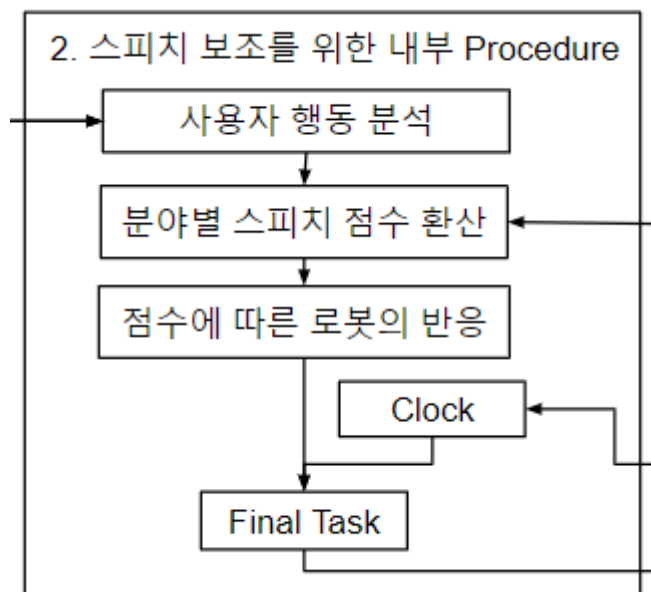 2. 스피치 보조를 위한 내부 Procedure
사용자 행동 분석
분야별 스피치 점수 환산
점수에 따른 로봇의 반응
Clock
Final Task